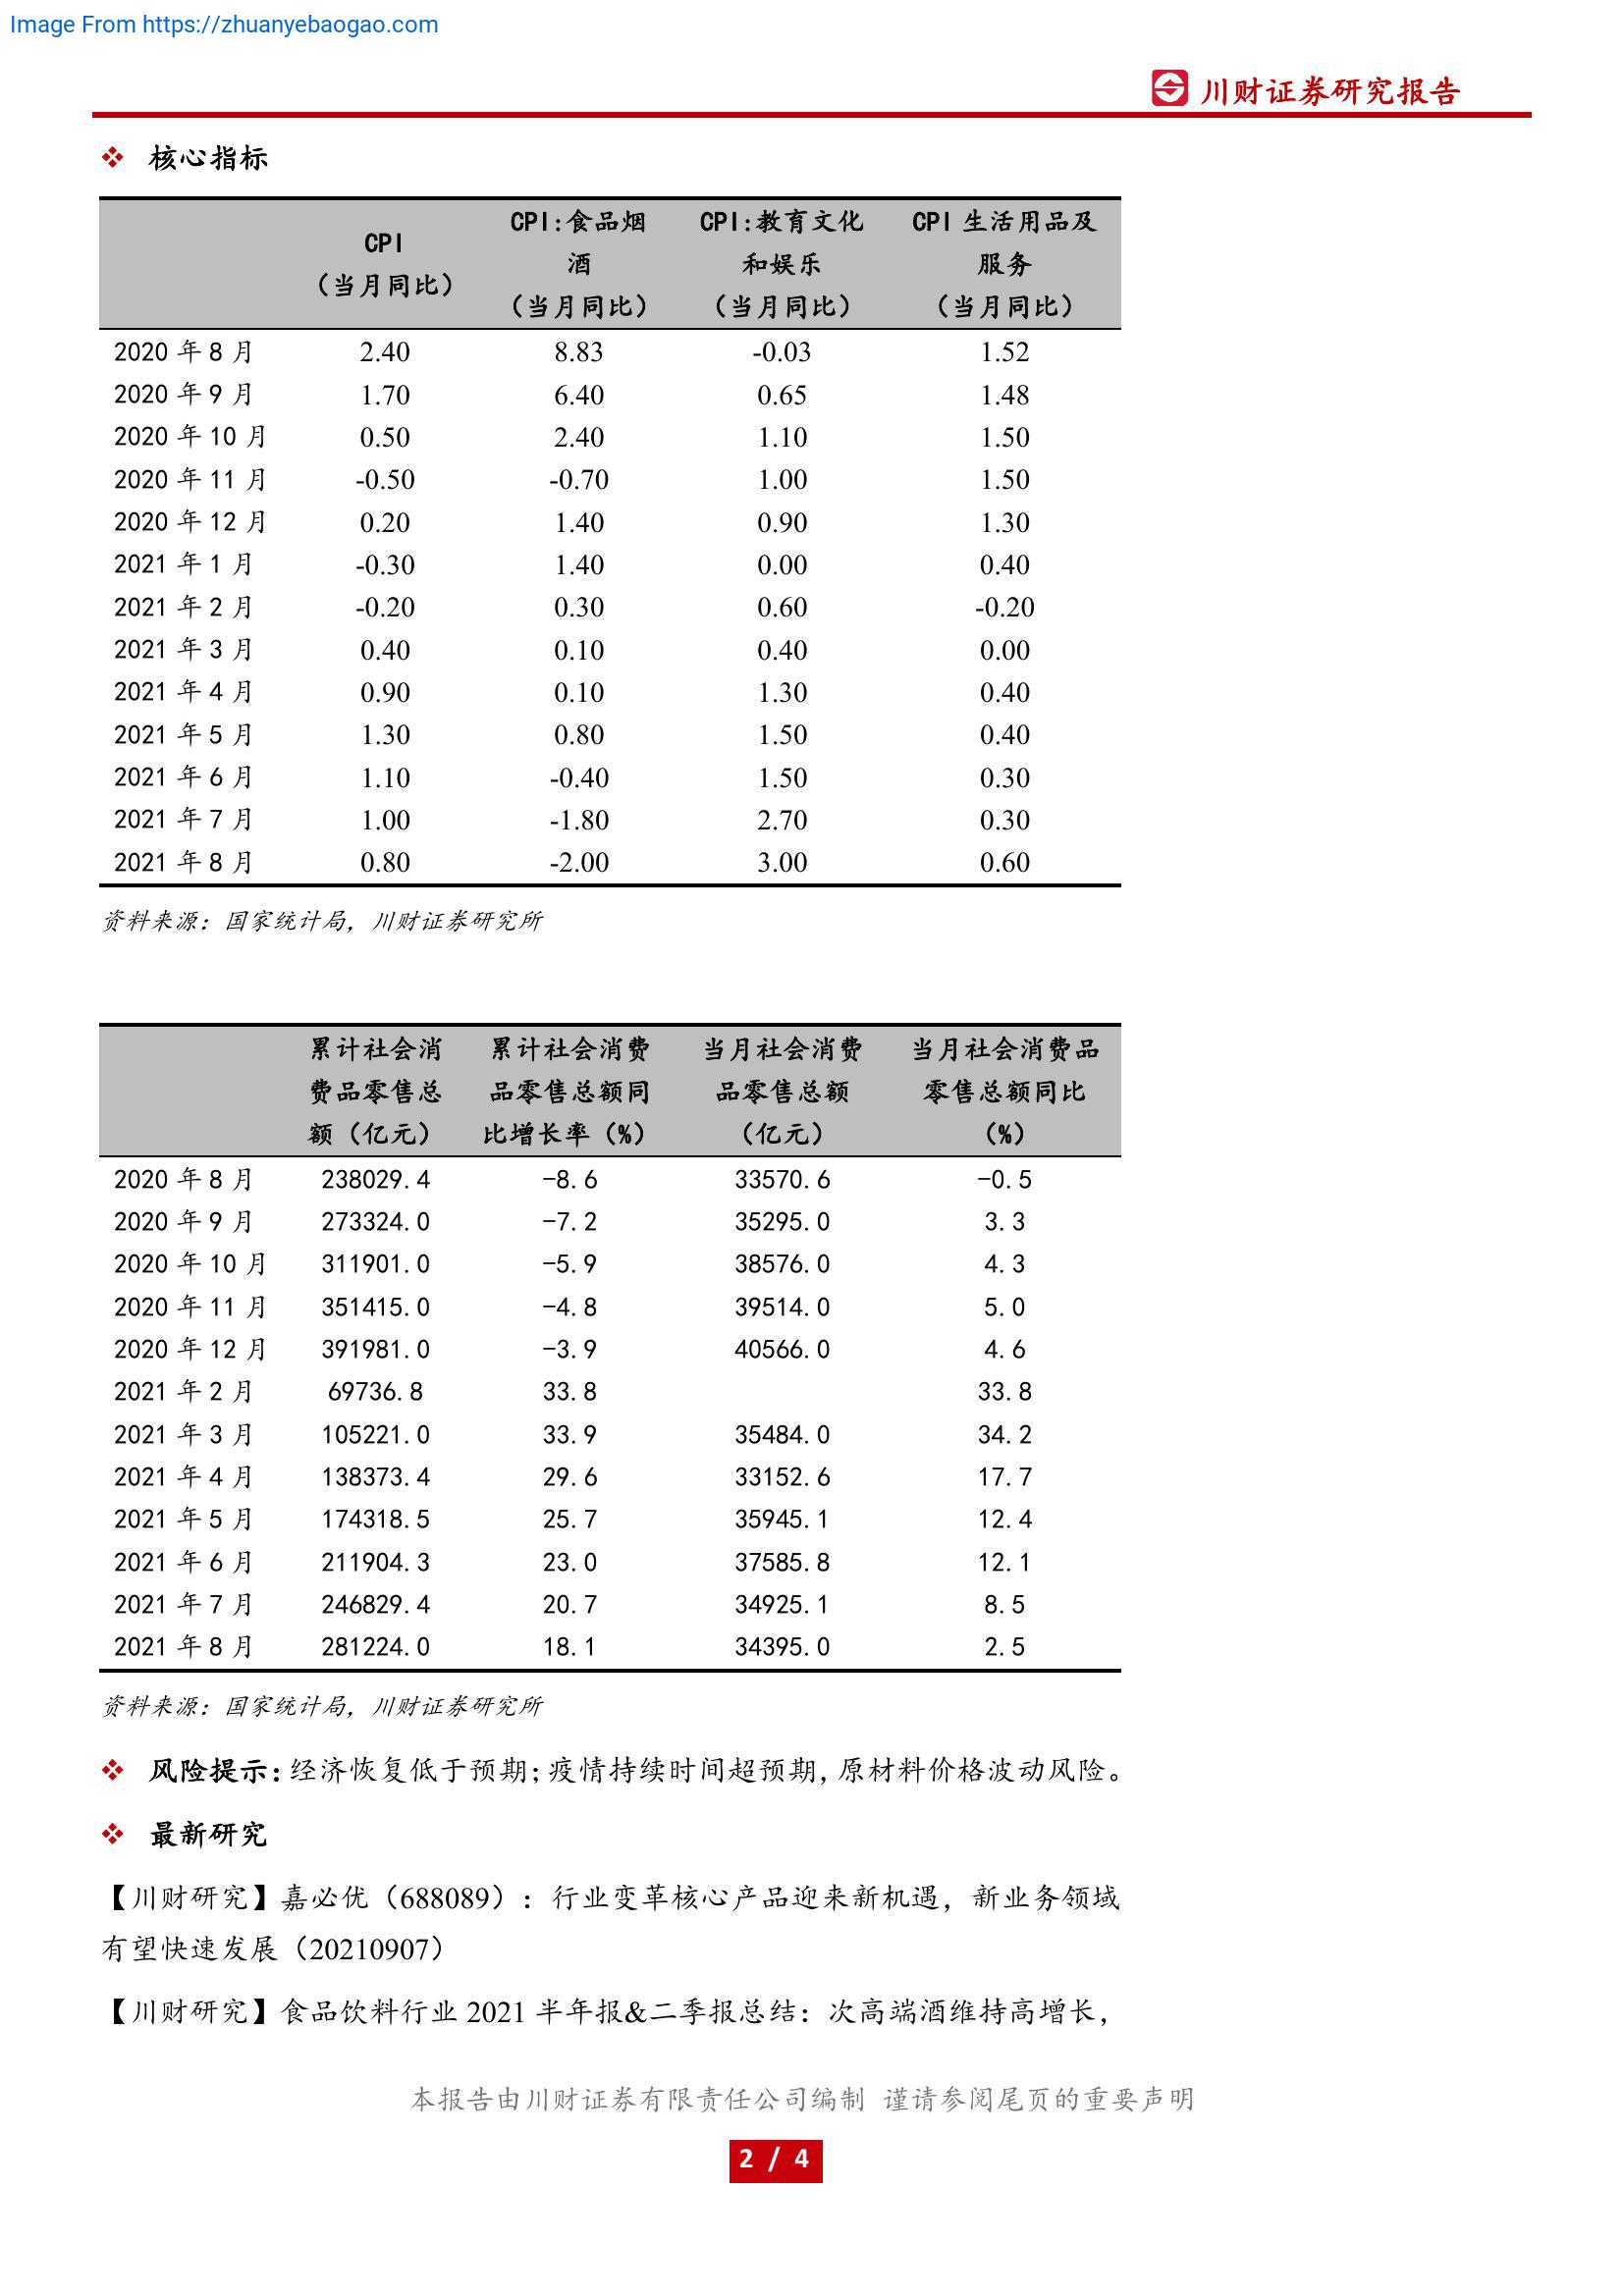 Image From https://zhuanyebaogao.com
川财证券研究报告
核心指标
CPI
（当月同比）
CPI:食品烟
酒
（当月同比）
CPI:教育文化
和娱乐
（当月同比）
CPI 生活用品及
服务
（当月同比）
2020 年 8 月 2.40 8.83 -0.03 1.52
2020 年 9 月 1.70 6.40 0.65 1.48
2020 年 10 月 0.50 2.40 1.10 1.50
2020 年 11 月 -0.50 -0.70 1.00 1.50
2020 年 12 月 0.20 1.40 0.90 1.30
2021 年 1 月 -0.30 1.40 0.00 0.40
2021 年 2 月 -0.20 0.30 0.60 -0.20
2021 年 3 月 0.40 0.10 0.40 0.00
2021 年 4 月 0.90 0.10 1.30 0.40
2021 年 5 月 1.30 0.80 1.50 0.40
2021 年 6 月 1.10 -0.40 1.50 0.30
2021 年 7 月 1.00 -1.80 2.70 0.30
2021 年 8 月 0.80 -2.00 3.00 0.60
资料来源：国家统计局，川财证券研究所
累计社会消
费品零售总
额（亿元）
累计社会消费
品零售总额同
比增长率（%）
当月社会消费
品零售总额
（亿元）
当月社会消费品
零售总额同比
（%）
2020 年 8 月 238029.4 -8.6 33570.6 -0.5
2020 年 9 月 273324.0 -7.2 35295.0 3.3
2020 年 10 月 311901.0 -5.9 38576.0 4.3
2020 年 11 月 351415.0 -4.8 39514.0 5.0
2020 年 12 月 391981.0 -3.9 40566.0 4.6
2021 年 2 月 69736.8 33.8 33.8
2021 年 3 月 105221.0 33.9 35484.0 34.2
2021 年 4 月 138373.4 29.6 33152.6 17.7
2021 年 5 月 174318.5 25.7 35945.1 12.4
2021 年 6 月 211904.3 23.0 37585.8 12.1
2021 年 7 月 246829.4 20.7 34925.1 8.5
2021 年 8 月 281224.0 18.1 34395.0 2.5
资料来源：国家统计局，川财证券研究所
风险提示：经济恢复低于预期；疫情持续时间超预期，原材料价格波动风险。
最新研究
【川财研究】嘉必优（688089）：行业变革核心产品迎来新机遇，新业务领域
有望快速发展（20210907）
【川财研究】食品饮料行业 2021 半年报&二季报总结：次高端酒维持高增长，
本报告由川财证券有限责任公司编制 谨请参阅尾页的重要声明
2 / 4